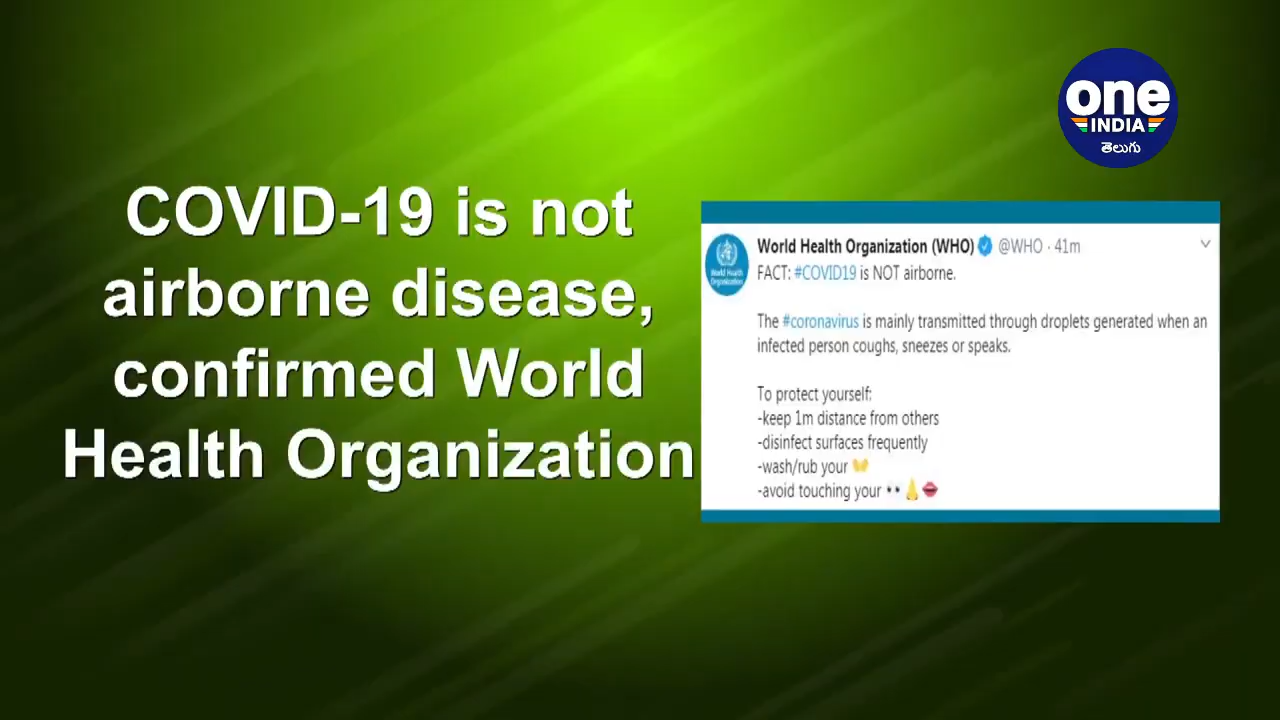 one
INDIA
తెలుగు
COVID-19 is not
airborne disease,
confirmed World
Health Organization
World Health Organization (WHO) @WHO · 41m
FACT: #COVID19 is NOT airborne.
The #coronavirus is mainly transmitted through droplets generated when an
infected person coughs, sneezes or speaks.
To protect yourself:
-keep 1m distance from others
-disinfect surfaces frequently
-wash/rub your 👐
-avoid touching your 👀👃👄
World Health
Organization